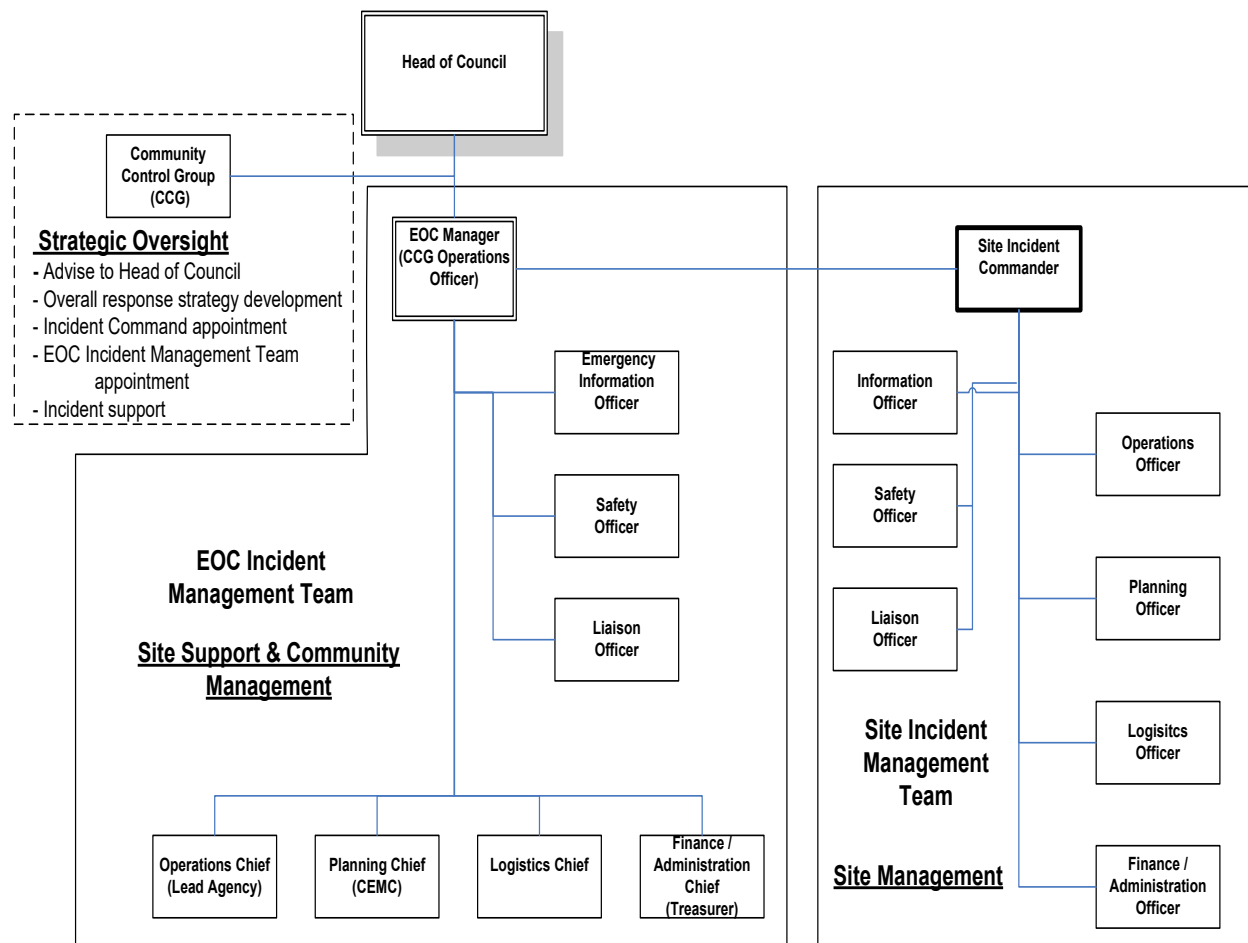 Head of Council
Community
Control Group
(CCG)
Strategic Oversight
- Advise to Head of Council
- Overall response strategy development
- Incident Command appointment
- EOC Incident Management Team
appointment
- Incident support
EOC Manager
(CCG Operations
Officer)
Emergency
Information
Officer
Safety
Officer
Liaison
Officer
EOC Incident
Management Team
Site Support & Community
Management
Operations Chief
(Lead Agency)
Planning Chief
(CEMC)
Logistics Chief
Finance /
Administration
Chief
(Treasurer)
Site Incident
Commander
Information
Officer
Safety
Officer
Liaison
Officer
Operations
Officer
Planning
Officer
Logisitcs
Officer
Finance /
Administration
Officer
Site Incident
Management
Team
Site Management